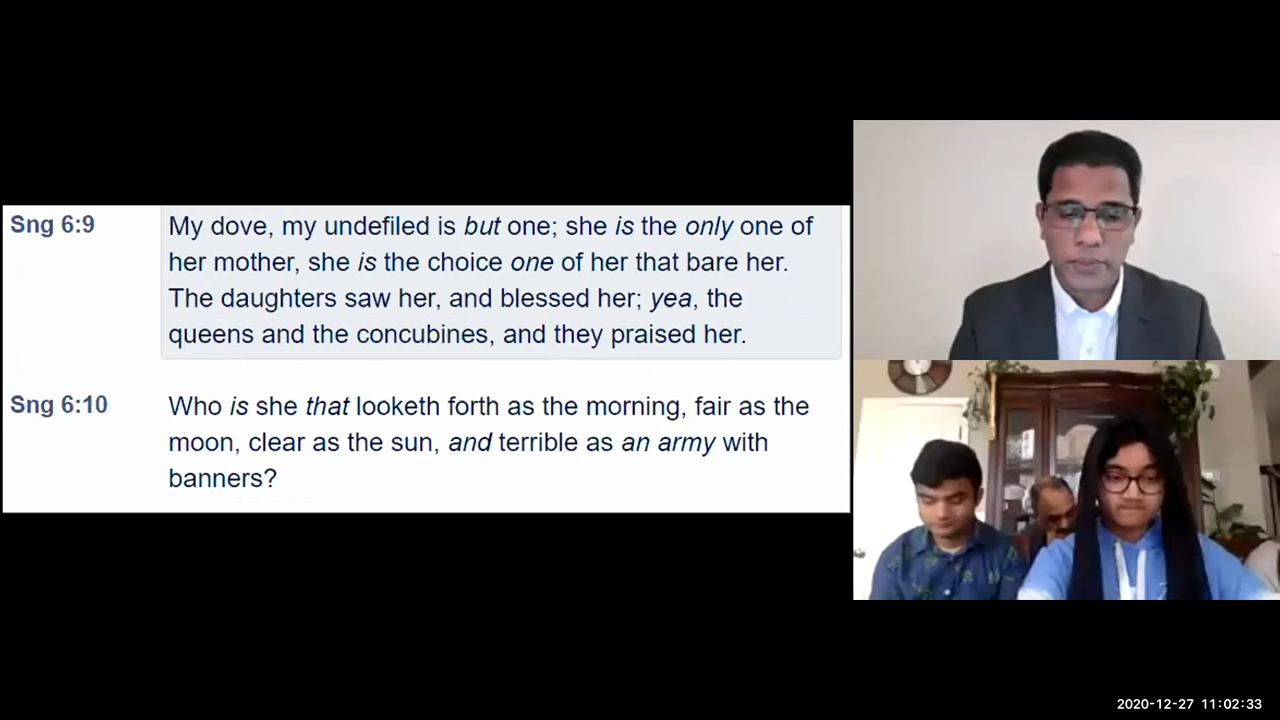 Sng 6:9
My dove, my undefiled is but one; she is the only one of
her mother, she is the choice one of her that bare her.
The daughters saw her, and blessed her; yea, the
queens and the concubines, and they praised her.
Sng 6:10
Who is she that looketh forth as the morning, fair as the
moon, clear as the sun, and terrible as an army with
banners?
2020-12-27 11:02:33